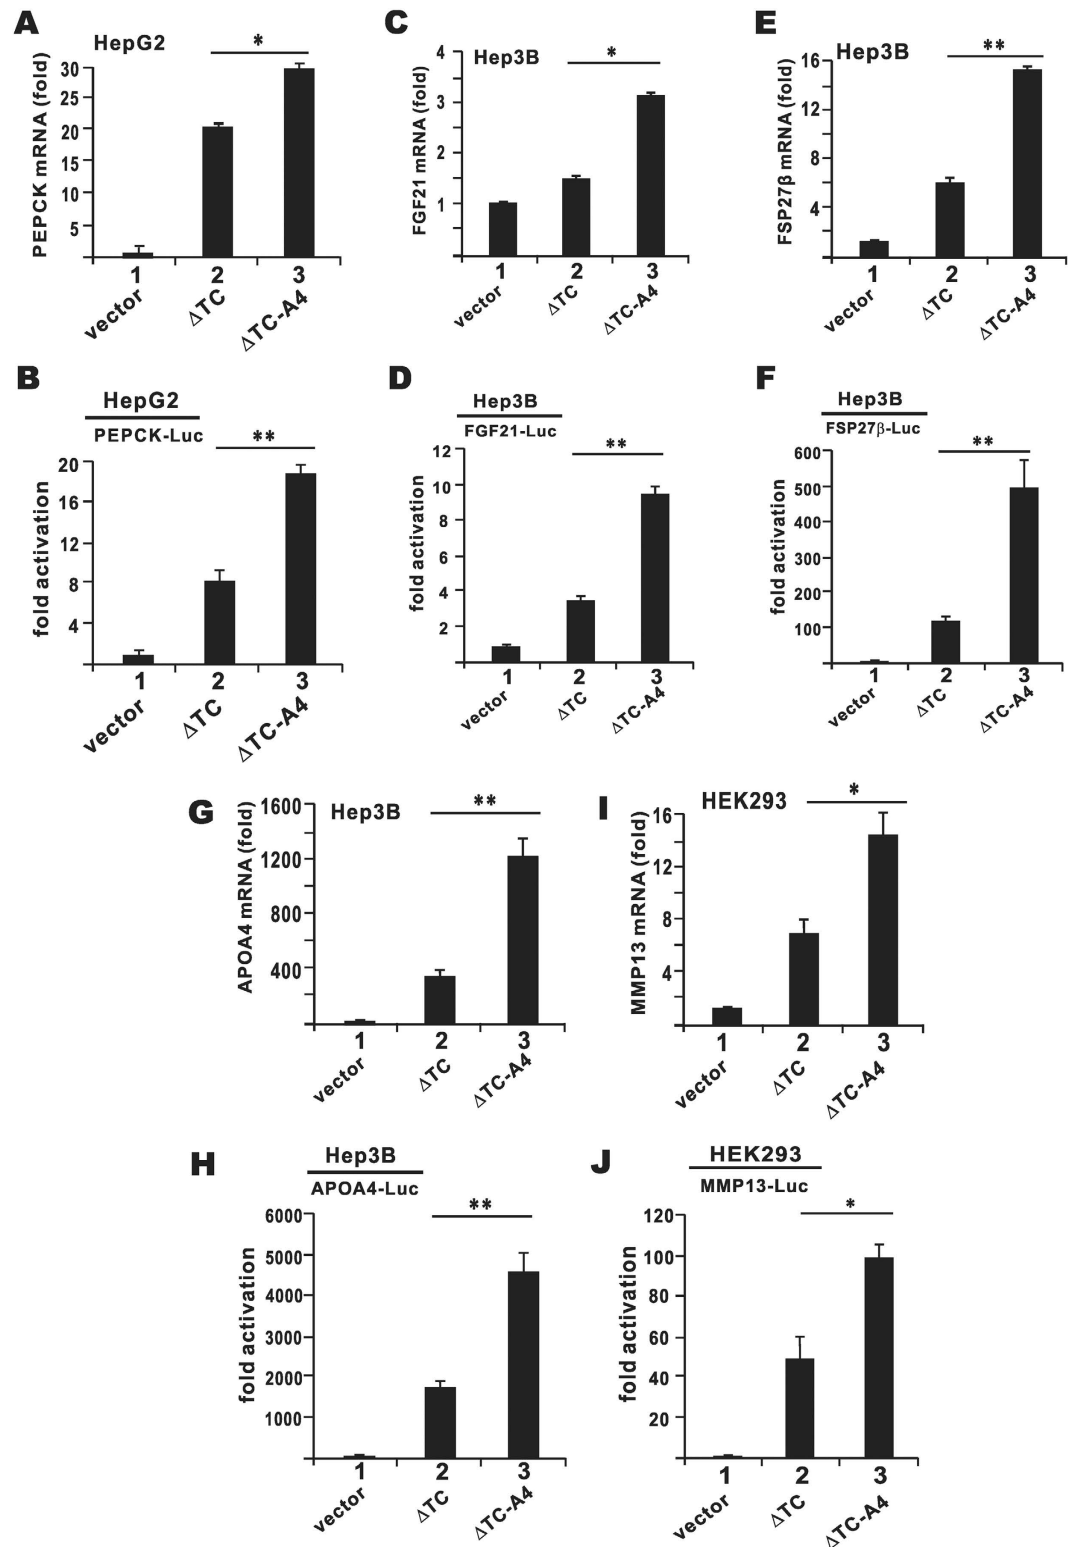 A
HepG2
*
PEPCK mRNA (fold)
30
25
20
15
10
5
1
2
3
vector
ΔTC
ΔTC-A4
C
Hep3B
*
FGF21 mRNA (fold)
4
3
2
1
1
2
3
vector
ΔTC
ΔTC-A4
E
Hep3B
**
FSP27β mRNA (fold)
16
12
8
4
1
2
3
vector
ΔTC
ΔTC-A4
B
HepG2
PEPCK-Luc
**
fold activation
20
16
12
8
4
1
2
3
vector
ΔTC
ΔTC-A4
D
Hep3B
FGF21-Luc
**
fold activation
12
10
8
6
4
2
1
2
3
vector
ΔTC
ΔTC-A4
F
Hep3B
FSP27β-Luc
**
fold activation
600
500
400
300
200
100
1
2
3
vector
ΔTC
ΔTC-A4
G
Hep3B
**
APOA4 mRNA (fold)
1600
1200
800
400
1
2
3
vector
ΔTC
ΔTC-A4
I
HEK293
*
MMP13 mRNA (fold)
16
12
8
4
1
2
3
vector
ΔTC
ΔTC-A4
H
Hep3B
APOA4-Luc
**
fold activation
6000
5000
4000
3000
2000
1000
1
2
3
vector
ΔTC
ΔTC-A4
J
HEK293
MMP13-Luc
*
fold activation
120
100
80
60
40
20
1
2
3
vector
ΔTC
ΔTC-A4